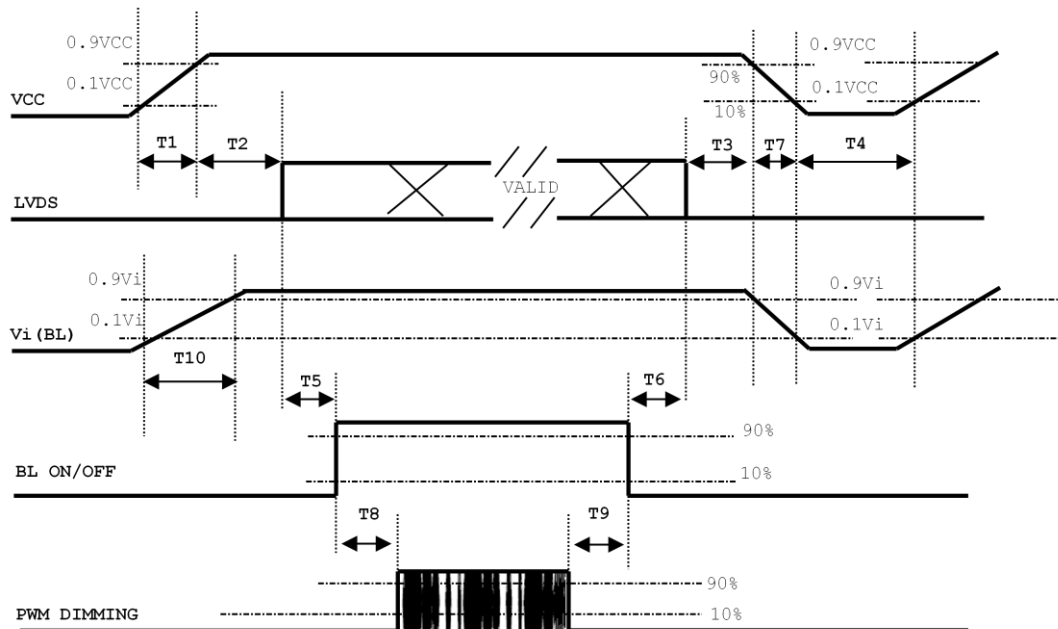 0.9VCC
0.9VCC
90%
0.1VCC
0.1VCC
VCC
10%
T1
T2
T3
T7
T4
VALID
LVDS
0.9Vi
0.9Vi
0.1Vi
0.1Vi
Vi(BL)
T10
T5
T6
90%
BL ON/OFF
10%
T8
T9
90%
PWM DIMMING
10%